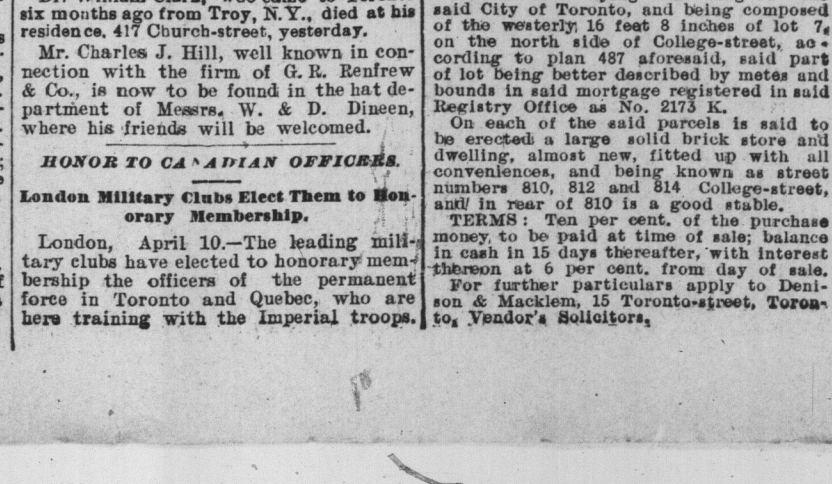 six months ago from Troy, N.Y., died at his
residence, 417 Church-street, yesterday.
Mr. Charles J. Hill, well known in con-
nection with the firm of G. R. Renfrew
& Co., is now to be found in the hat de-
partment of Messrs. W. & D. Dineen,
where his friends will be welcomed.
HONOR TO CANADIAN OFFICERS.
London Military Clubs Elect Them to Hon-
orary Membership.
London, April 10.—The leading mili-
tary clubs have elected to honorary mem-
bership the officers of the permanent
force in Toronto and Quebec, who are
here training with the Imperial troops.
said City of Toronto, and being composed
of the westerly 16 feet 8 inches of lot 7,
on the north side of College-street, ac-
cording to plan 487 aforesaid, said part
of lot being better described by metes and
bounds in said mortgage registered in said
Registry Office as No. 2173 K.
On each of the said parcels is said to
be erected a large solid brick store and
dwelling, almost new, fitted up with all
conveniences, and being known as street
numbers 810, 812 and 814 College-street,
and/ in rear of 810 is a good stable.
TERMS: Ten per cent. of the purchase
money to be paid at time of sale; balance
in cash in 15 days thereafter, with interest
thereon at 6 per cent. from day of sale.
For further particulars apply to Deni-
son & Macklem, 15 Toronto-street, Toron-
to, Vendor's Solicitors.